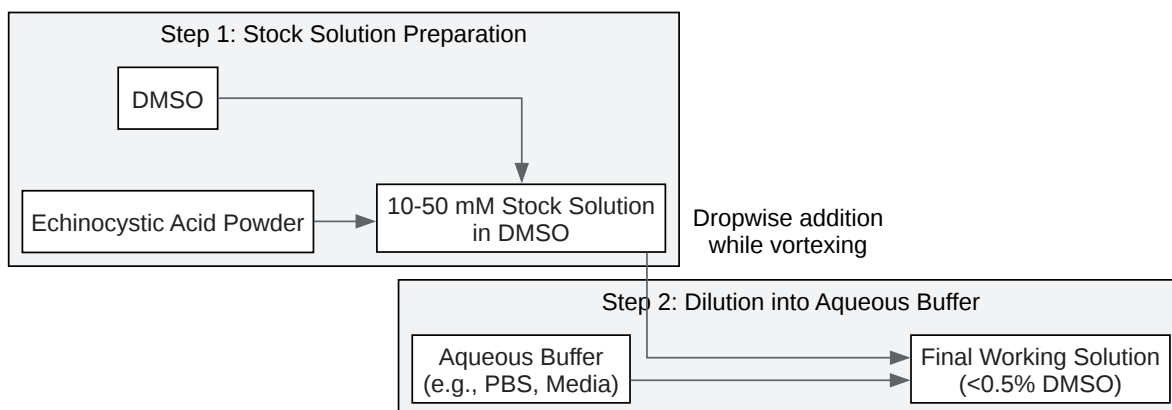 Step 1: Stock Solution Preparation
DMSO
Echinocystic Acid Powder
10-50 mM Stock Solution
in DMSO
Dropwise addition
while vortexing
Step 2: Dilution into Aqueous Buffer
Aqueous Buffer
(e.g., PBS, Media)
Final Working Solution
(<0.5% DMSO)